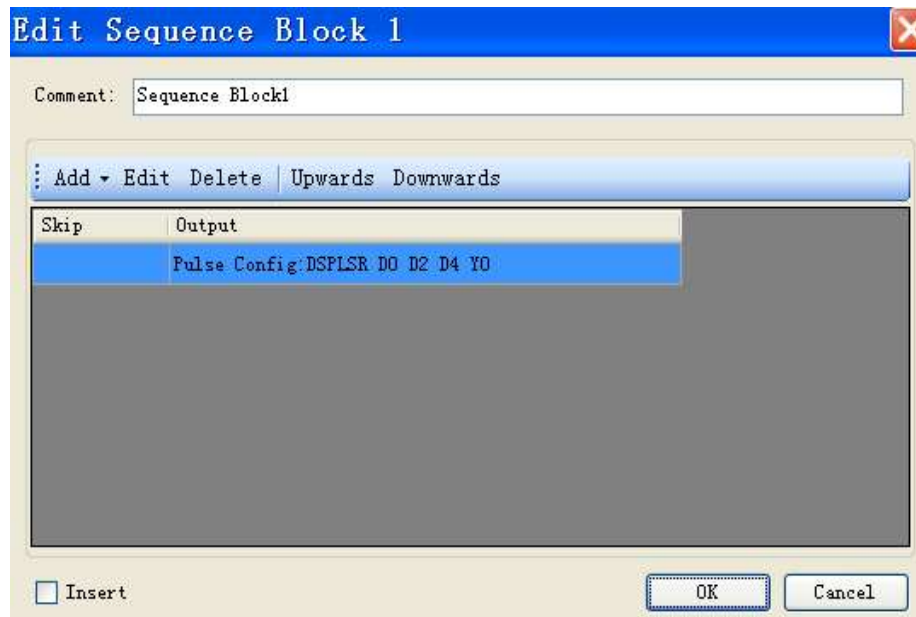 Edit Sequence Block 1
Comment: Sequence Block1
Add Edit Delete Upwards Downwards
Skip Output
Pulse Config:DSPLSR D0 D2 D4 Y0
Insert OK Cancel